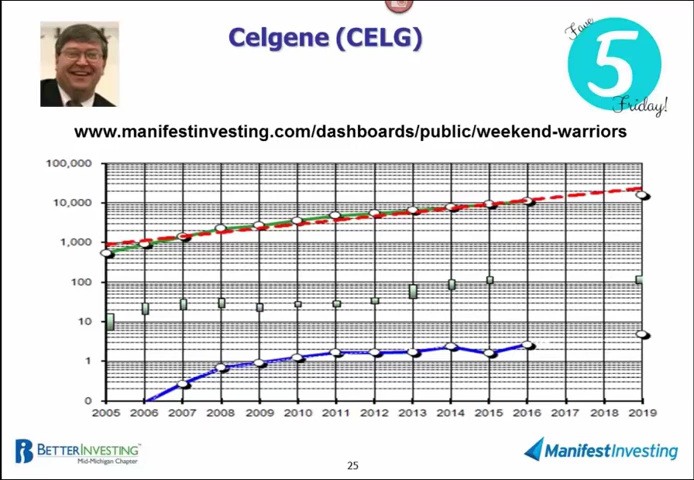 Celgene (CELG)
Fave
5
Friday!
www.manifestinvesting.com/dashboards/public/weekend-warriors
100,000
10,000
1,000
100
10
1
0
2005 2006 2007 2008 2009 2010 2011 2012 2013 2014 2015 2016 2017 2018 2019
BETTERINVESTING™
Mid-Michigan Chapter
25
ManifestInvesting